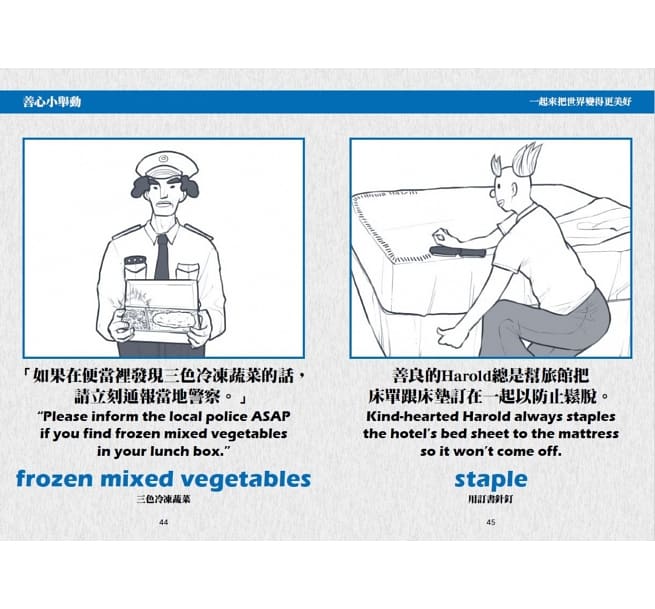 善心小舉動
一起來把世界變得更美好
「如果在便當裡發現三色冷凍蔬菜的話，
請立刻通報當地警察。」
“Please inform the local police ASAP
if you find frozen mixed vegetables
in your lunch box.”
frozen mixed vegetables
三色冷凍蔬菜
44
善良的Harold總是幫旅館把
床單跟床墊訂在一起以防止鬆脫。
Kind-hearted Harold always staples
the hotel’s bed sheet to the mattress
so it won’t come off.
staple
用訂書針釘
45